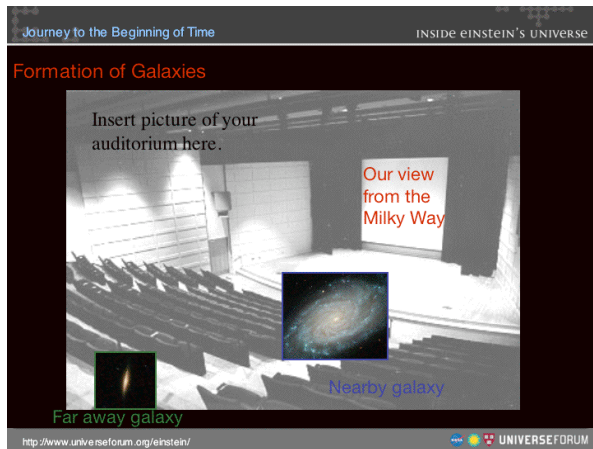 Journey to the Beginning of Time
INSIDE EINSTEIN'S UNIVERSE
Formation of Galaxies
Insert picture of your
auditorium here.
Our view
from the
Milky Way
Nearby galaxy
Far away galaxy
http://www.universeforum.org/einstein/
UNIVERSEFORUM